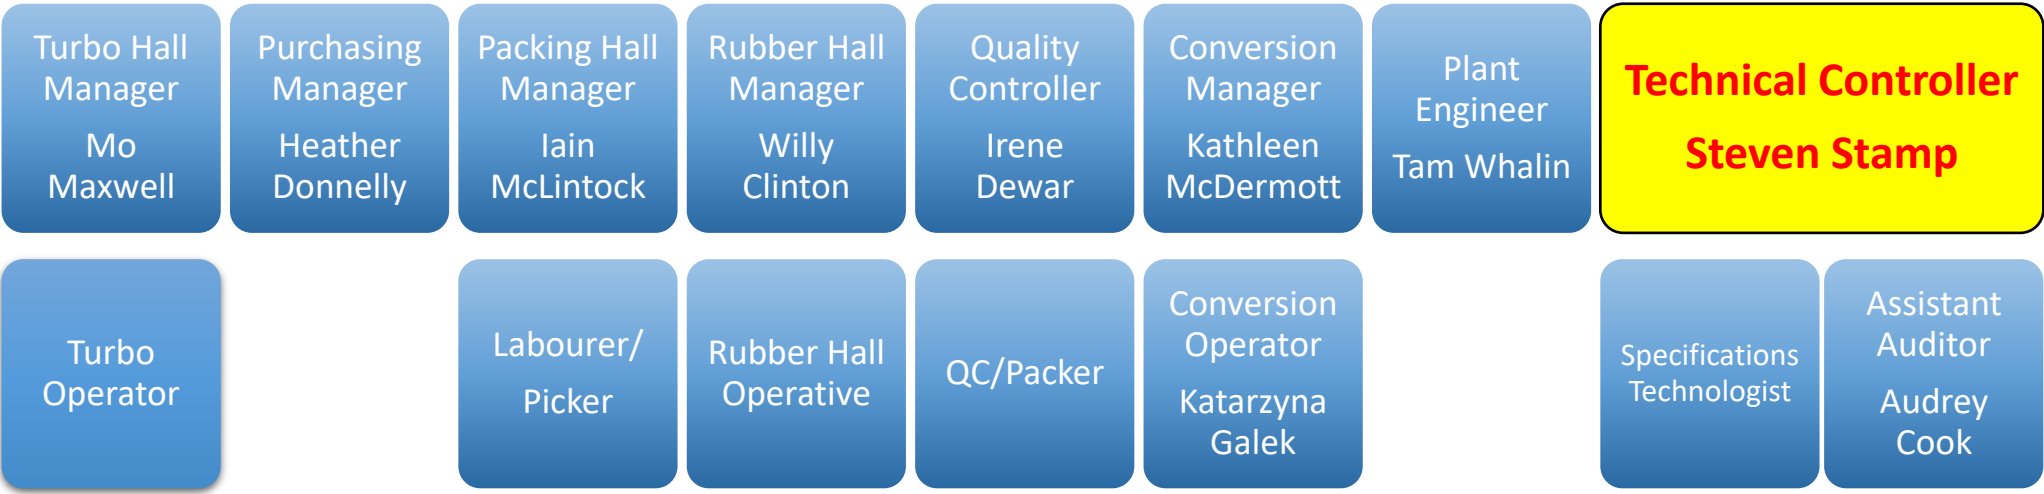 Turbo Hall
Manager
Mo
Maxwell
Purchasing
Manager
Heather
Donnelly
Packing Hall
Manager
Iain
McLintock
Rubber Hall
Manager
Willy
Clinton
Quality
Controller
Irene
Dewar
Conversion
Manager
Kathleen
McDermott
Plant
Engineer
Tam Whalin
Technical Controller
Steven Stamp
Turbo
Operator
Labourer/
Picker
Rubber Hall
Operative
QC/Packer
Conversion
Operator
Katarzyna
Galek
Specifications
Technologist
Assistant
Auditor
Audrey
Cook